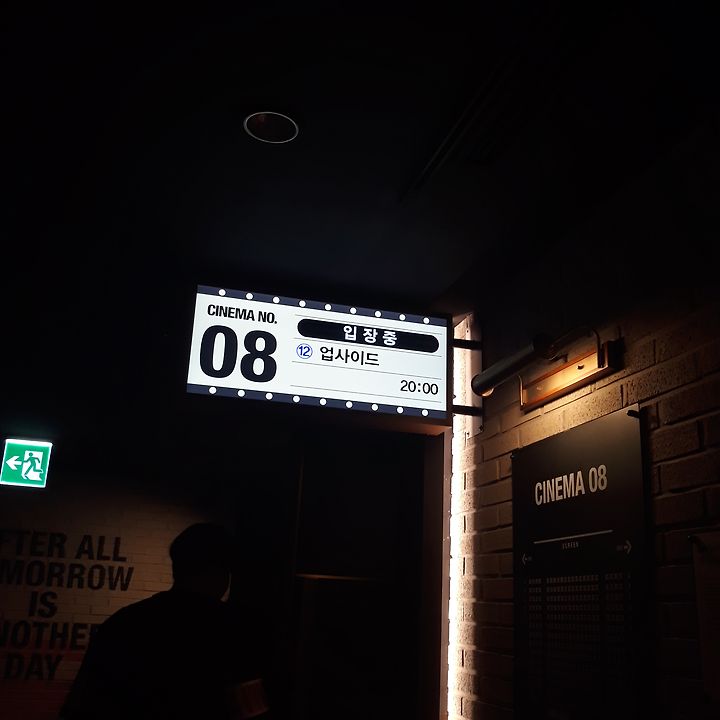 CINEMA NO.
08
입장중
⑫ 업사이드
20:00
CINEMA 08
SCREEN
AFTER ALL
TOMORROW
IS
ANOTHER
DAY